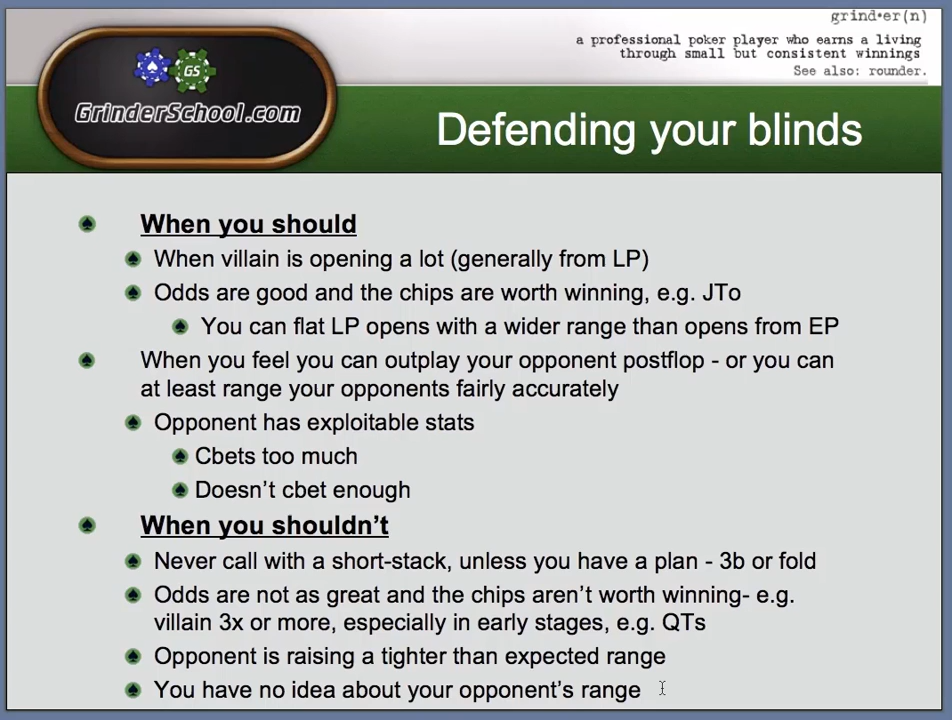 grind•er(n)
a professional poker player who earns a living
through small but consistent winnings
See also: rounder.
GS
GrinderSchool.com
Defending your blinds
When you should
When villain is opening a lot (generally from LP)
Odds are good and the chips are worth winning, e.g. JTo
You can flat LP opens with a wider range than opens from EP
When you feel you can outplay your opponent postflop - or you can
at least range your opponents fairly accurately
Opponent has exploitable stats
Cbets too much
Doesn't cbet enough
When you shouldn't
Never call with a short-stack, unless you have a plan - 3b or fold
Odds are not as great and the chips aren't worth winning- e.g.
villain 3x or more, especially in early stages, e.g. QTs
Opponent is raising a tighter than expected range
You have no idea about your opponent's range